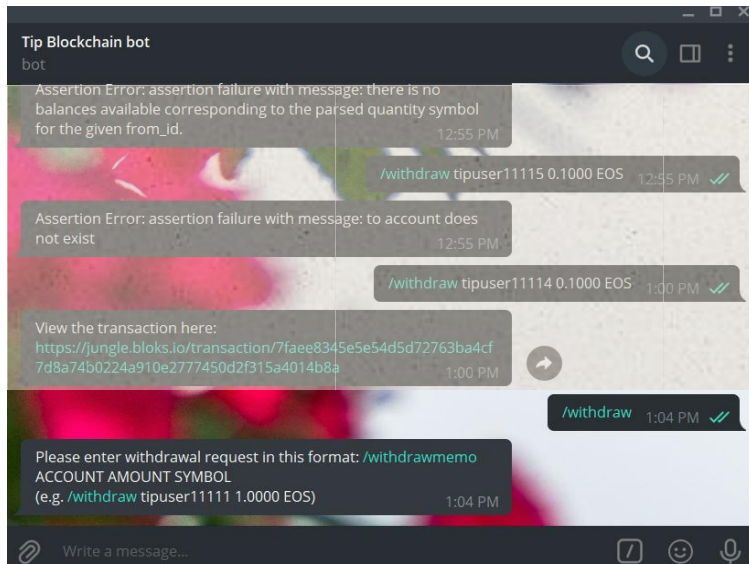 Tip Blockchain bot
bot
Assertion Error: assertion failure with message: there is no
balances available corresponding to the parsed quantity symbol
for the given from_id.
12:55 PM
/withdraw tipuser11115 0.1000 EOS 12:55 PM
Assertion Error: assertion failure with message: to account does
not exist
12:55 PM
/withdraw tipuser11114 0.1000 EOS 1:00 PM
View the transaction here:
https://jungle.bloks.io/transaction/7faee8345e5e54d5d72763ba4cf
7d8a74b0224a910e2777450d2f315a4014b8a
1:00 PM
/withdraw 1:04 PM
Please enter withdrawal request in this format: /withdrawmemo
ACCOUNT AMOUNT SYMBOL
(e.g. /withdraw tipuser11111 1.0000 EOS)
1:04 PM
Write a message...